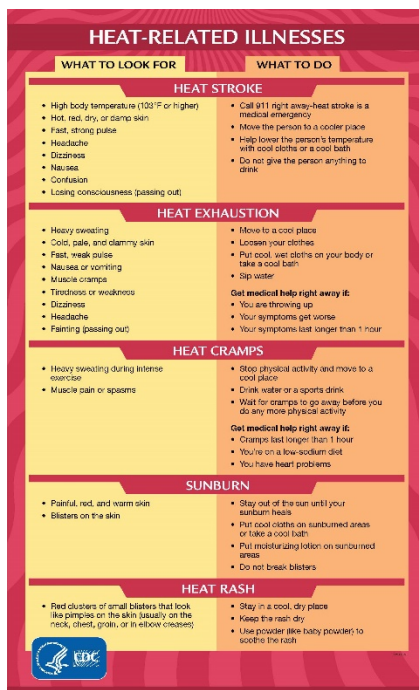 HEAT-RELATED ILLNESSES
WHAT TO LOOK FOR
WHAT TO DO
HEAT STROKE
• High body temperature (103°F or higher)
• Hot, red, dry, or damp skin
• Fast, strong pulse
• Headache
• Dizziness
• Nausea
• Confusion
• Losing consciousness (passing out)
• Call 911 right away-heat stroke is a
medical emergency
• Move the person to a cooler place
• Help lower the person's temperature
with cool cloths or a cool bath
• Do not give the person anything to
drink
HEAT EXHAUSTION
• Heavy sweating
• Cold, pale, and clammy skin
• Fast, weak pulse
• Nausea or vomiting
• Muscle cramps
• Tiredness or weakness
• Dizziness
• Headache
• Fainting (passing out)
• Move to a cool place
• Loosen your clothes
• Put cool, wet cloths on your body or
take a cool bath
• Sip water
Get medical help right away if:
• You are throwing up
• Your symptoms get worse
• Your symptoms last longer than 1 hour
HEAT CRAMPS
• Heavy sweating during intense
exercise
• Muscle pain or spasms
• Stop physical activity and move to a
cool place
• Drink water or a sports drink
• Wait for cramps to go away before you
do any more physical activity
Get medical help right away if:
• Cramps last longer than 1 hour
• You're on a low-sodium diet
• You have heart problems
SUNBURN
• Painful, red, and warm skin
• Blisters on the skin
• Stay out of the sun until your
sunburn heals
• Put cool cloths on sunburned areas
or take a cool bath
• Put moisturizing lotion on sunburned
areas
• Do not break blisters
HEAT RASH
• Red clusters of small blisters that look
like pimples on the skin (usually on the
neck, chest, groin, or in elbow creases)
• Stay in a cool, dry place
• Keep the rash dry
• Use powder (like baby powder) to
soothe the rash
CDC